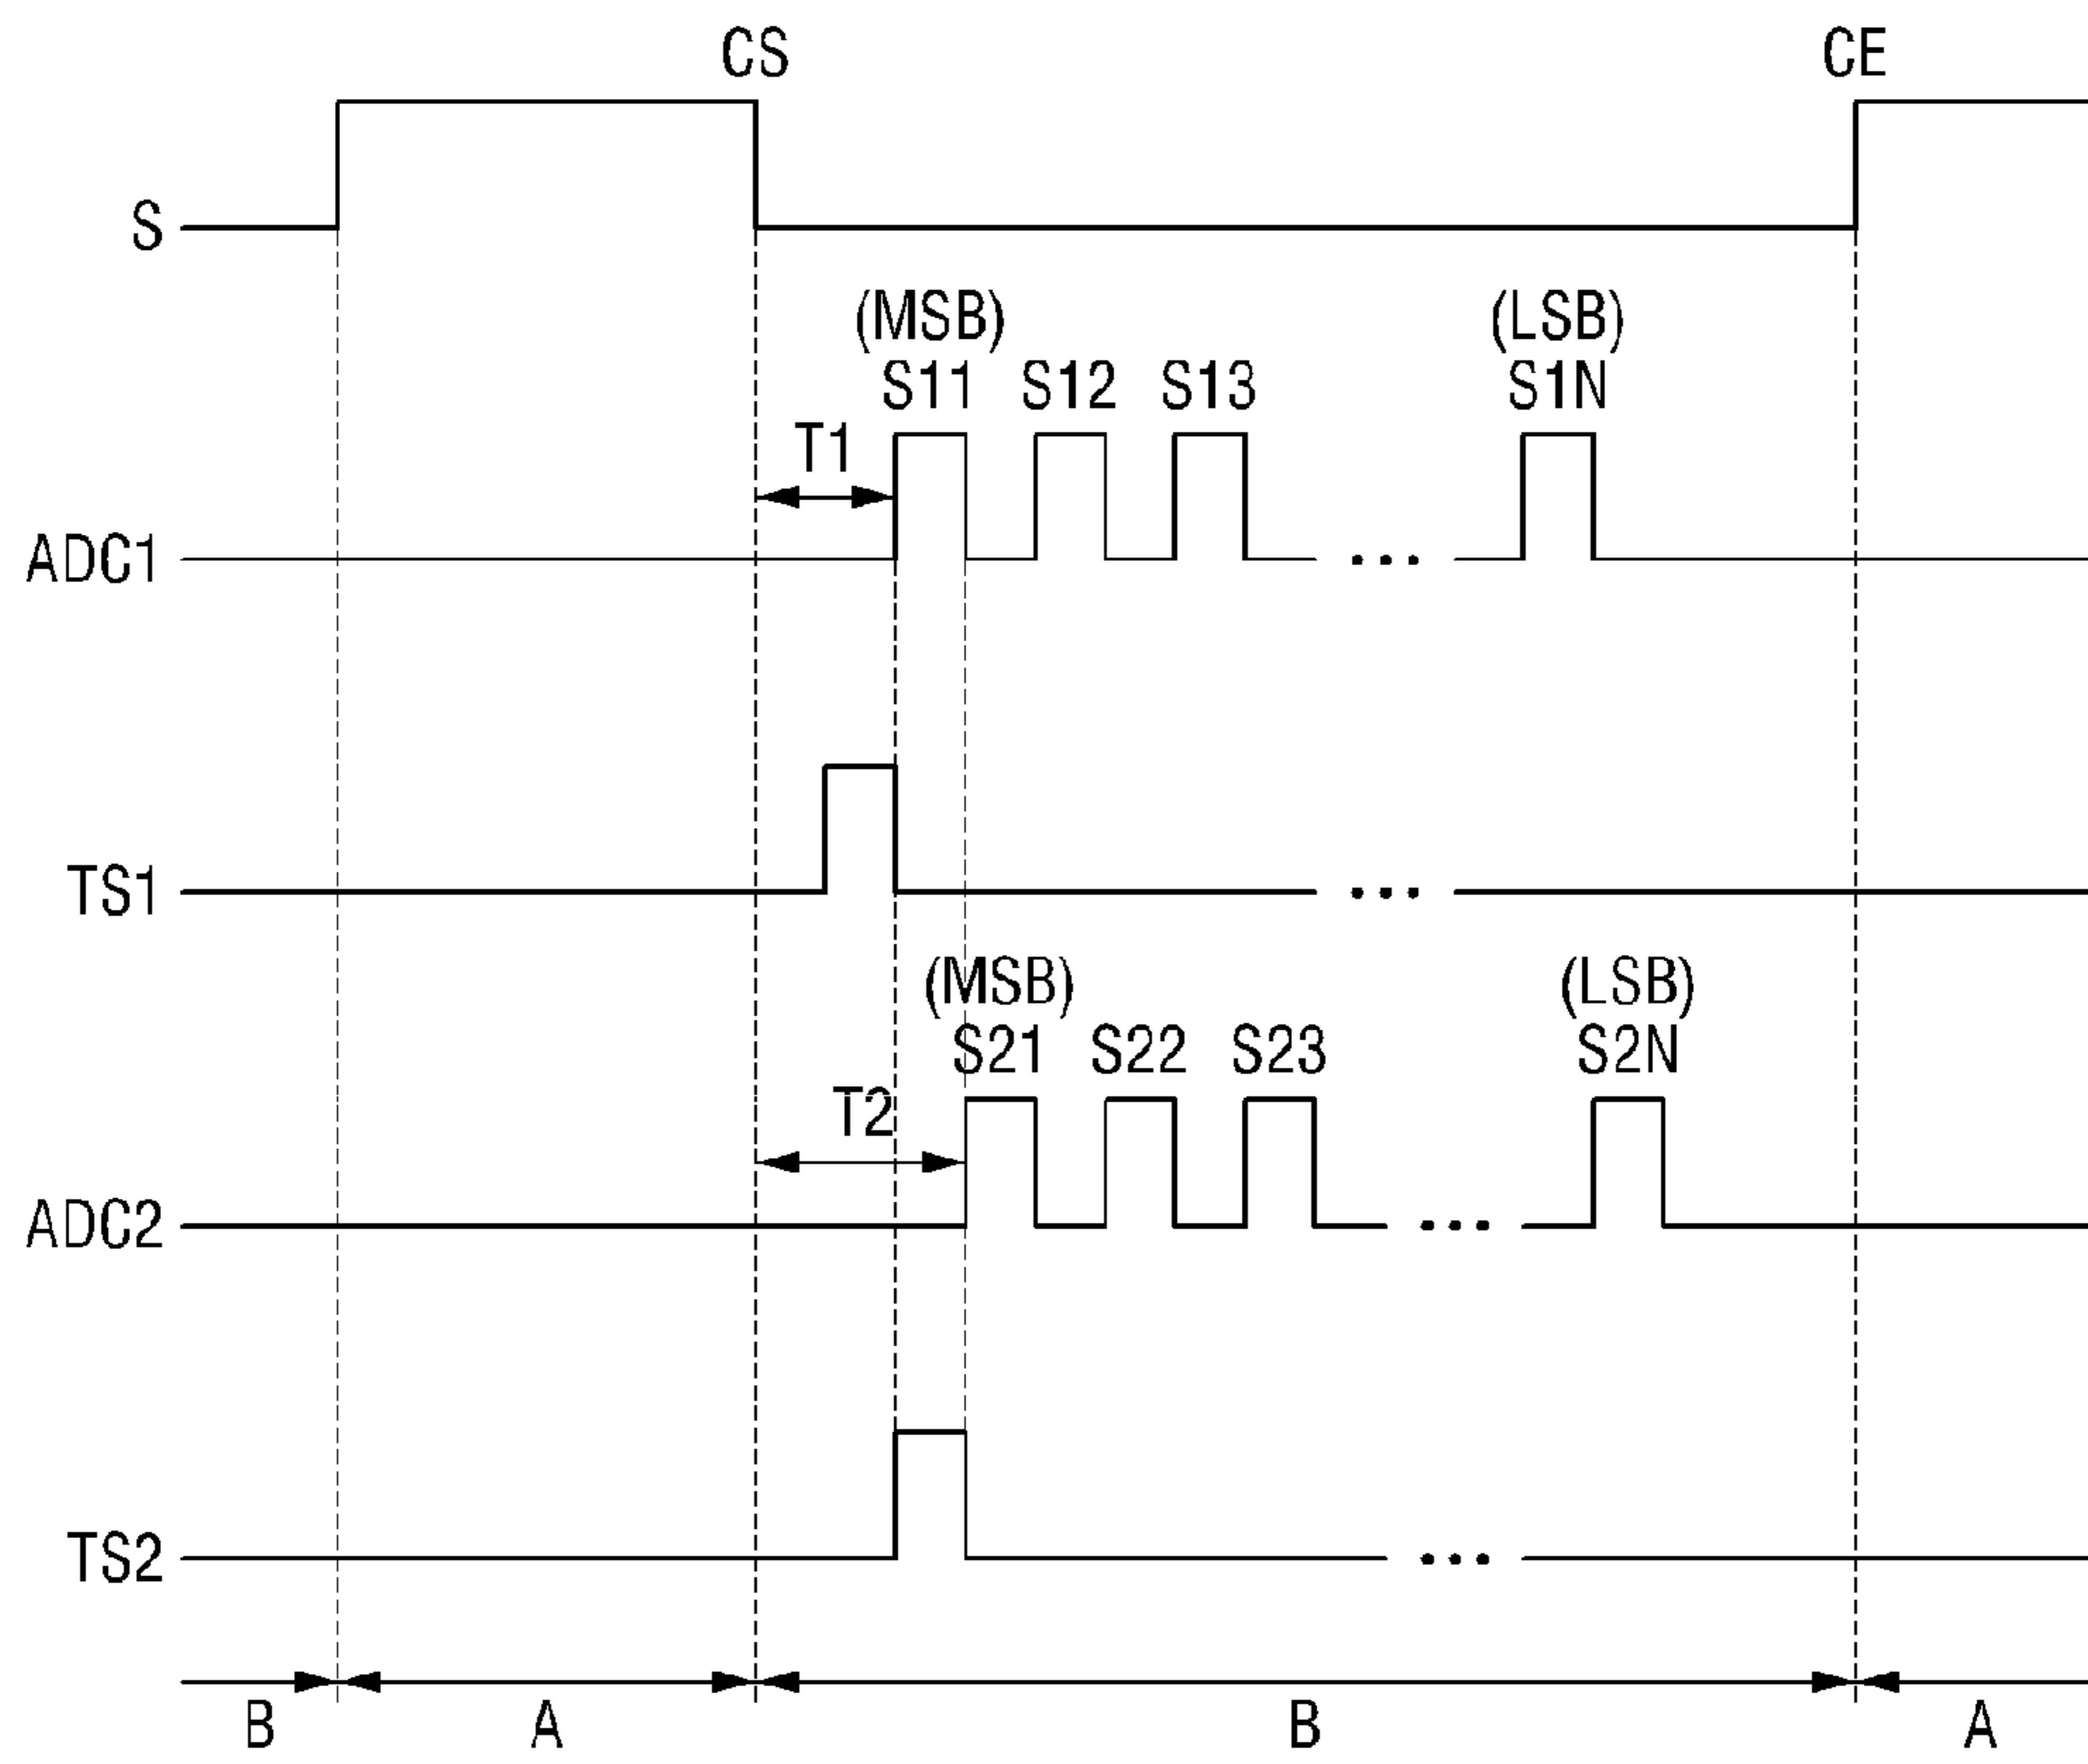 CS CE
S
(MSB) (LSB)
S11 S12 S13 S1N
T1
ADC1
TS1
(MSB) (LSB)
S21 S22 S23 S2N
T2
ADC2
TS2
B A B A